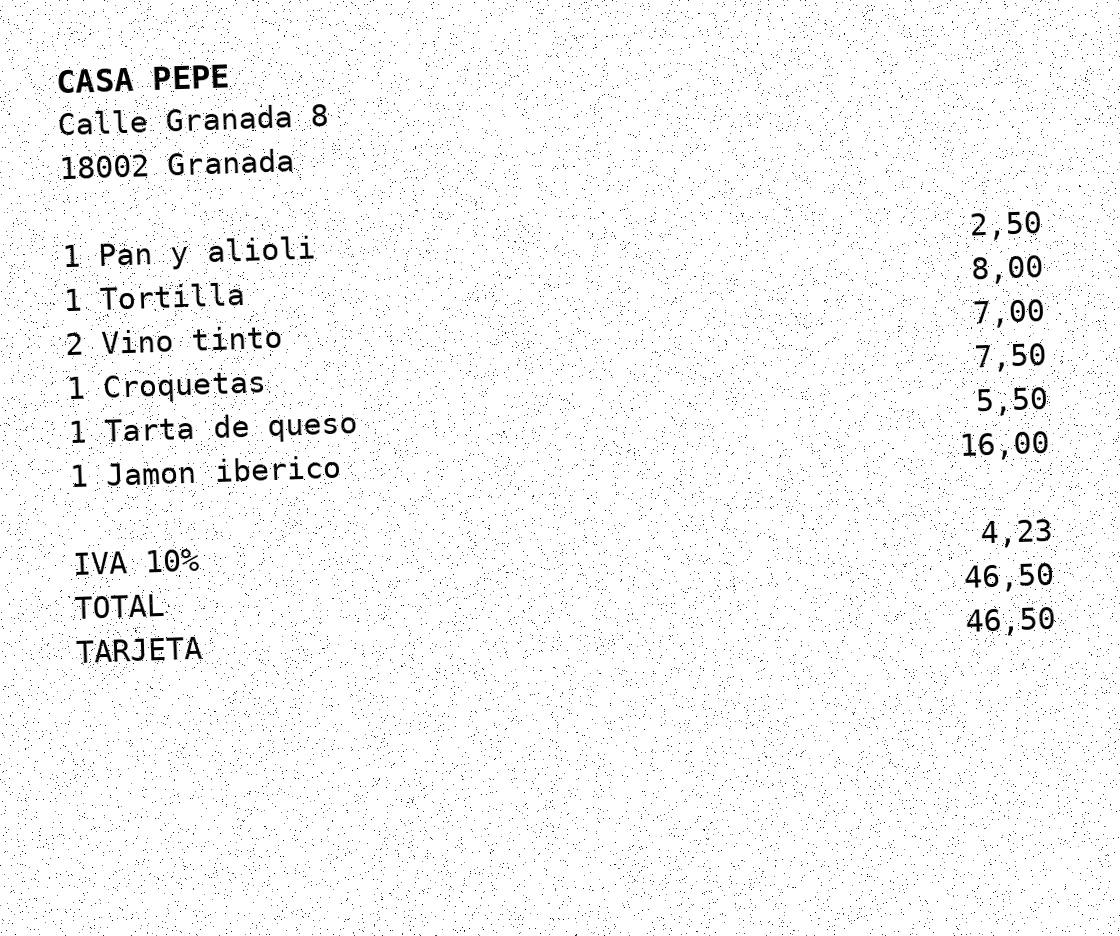 CASA PEPE
Calle Granada 8
18002 Granada
1 Pan y alioli 2,50
1 Tortilla 8,00
2 Vino tinto 7,00
1 Croquetas 7,50
1 Tarta de queso 5,50
1 Jamon iberico 16,00
IVA 10% 4,23
TOTAL 46,50
TARJETA 46,50